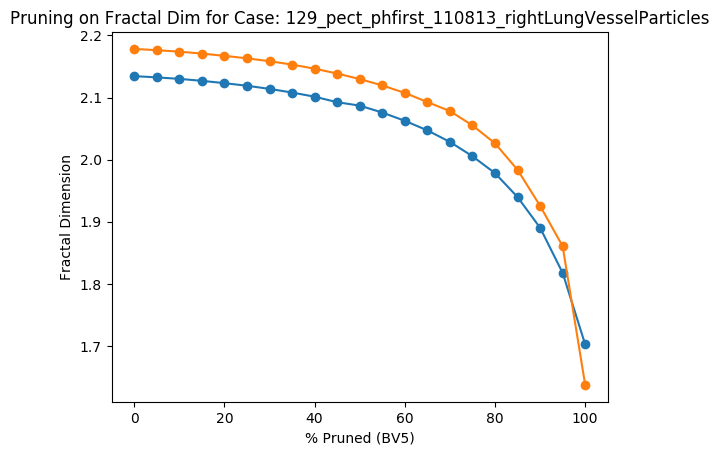 Pruning on Fractal Dim for Case: 129_pect_phfirst_110813_rightLungVesselParticles
2.2
2.1
2.0
1.9
1.8
1.7
Fractal Dimension
0 20 40 60 80 100
% Pruned (BV5)